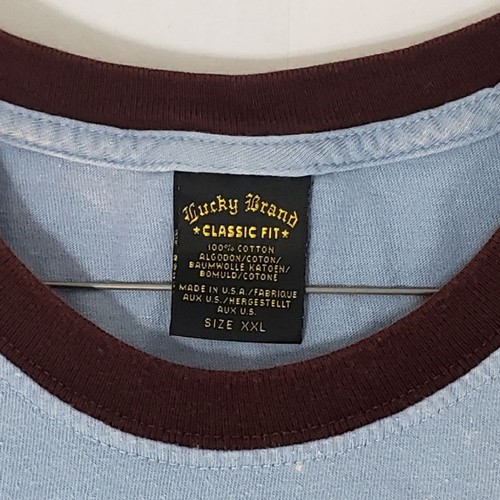 Lucky Brand
★CLASSIC FIT★
100% COTTON
ALGODON/COTON/
BAUMWOLLE KATOEN/
BOMULD/COTONE
MADE IN U.S.A./FABRIQUE
AUX U.S./HERGESTELLT
AUX U.S.
SIZE XXL